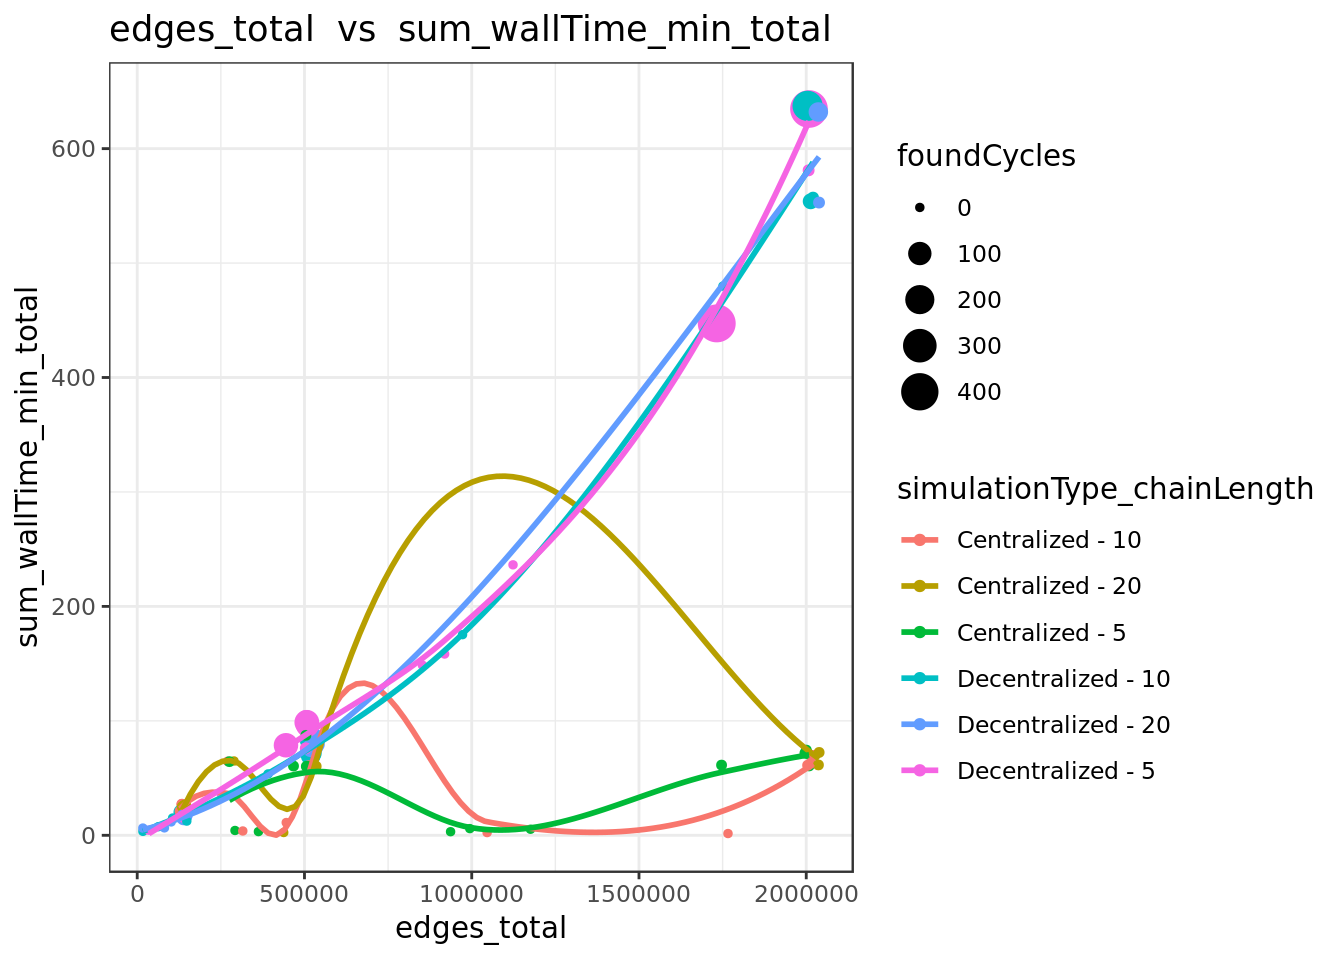 edges_total vs sum_wallTime_min_total
sum_wallTime_min_total
600
400
200
0
0
500000
1000000
1500000
2000000
edges_total
foundCycles
0
100
200
300
400
simulationType_chainLength
Centralized - 10
Centralized - 20
Centralized - 5
Decentralized - 10
Decentralized - 20
Decentralized - 5